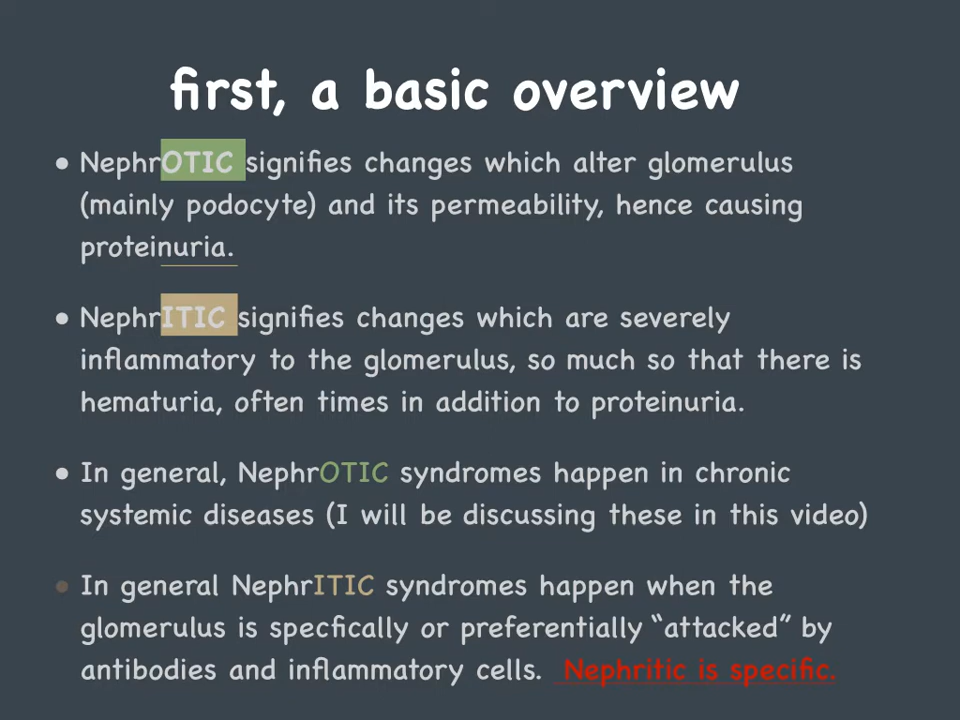 first, a basic overview
• NephrOTIC signifies changes which alter glomerulus
(mainly podocyte) and its permeability, hence causing
proteinuria.
• NephrITIC signifies changes which are severely
inflammatory to the glomerulus, so much so that there is
hematuria, often times in addition to proteinuria.
• In general, NephrOTIC syndromes happen in chronic
systemic diseases (I will be discussing these in this video)
• In general NephrITIC syndromes happen when the
glomerulus is specfically or preferentially “attacked” by
antibodies and inflammatory cells. Nephritic is specific.